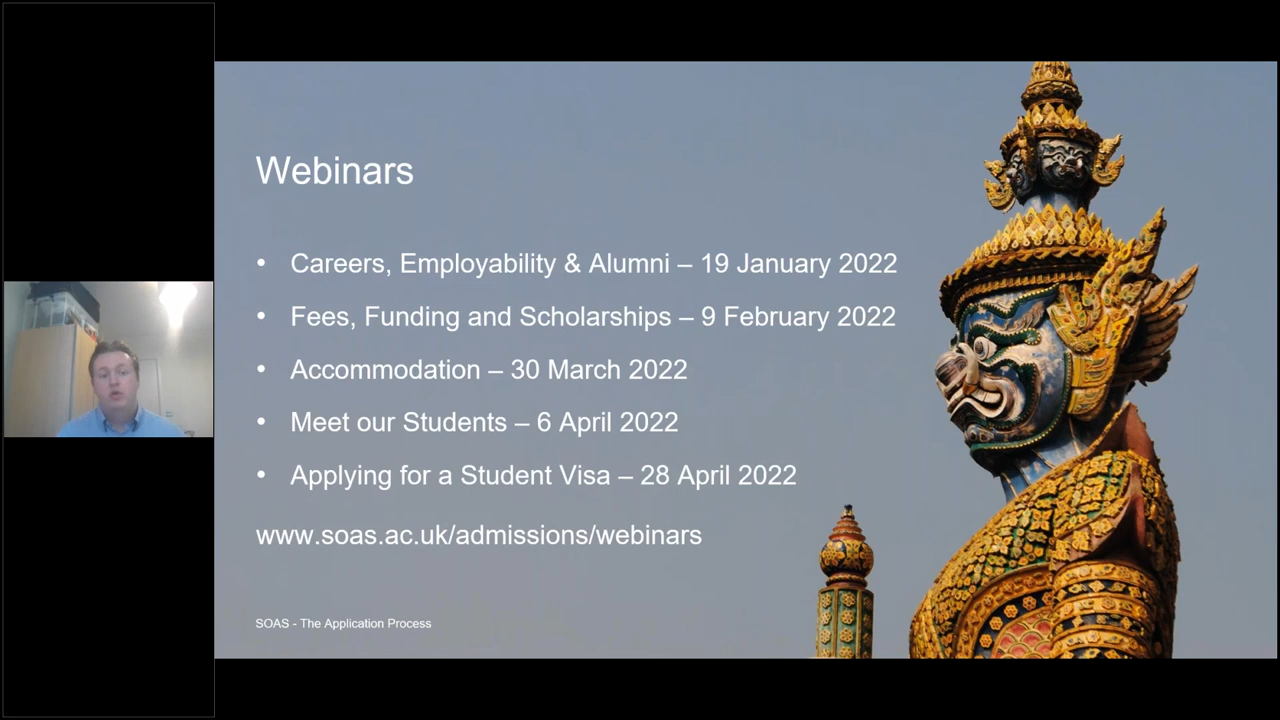 Webinars
• Careers, Employability & Alumni – 19 January 2022
• Fees, Funding and Scholarships – 9 February 2022
• Accommodation – 30 March 2022
• Meet our Students – 6 April 2022
• Applying for a Student Visa – 28 April 2022
www.soas.ac.uk/admissions/webinars
SOAS - The Application Process